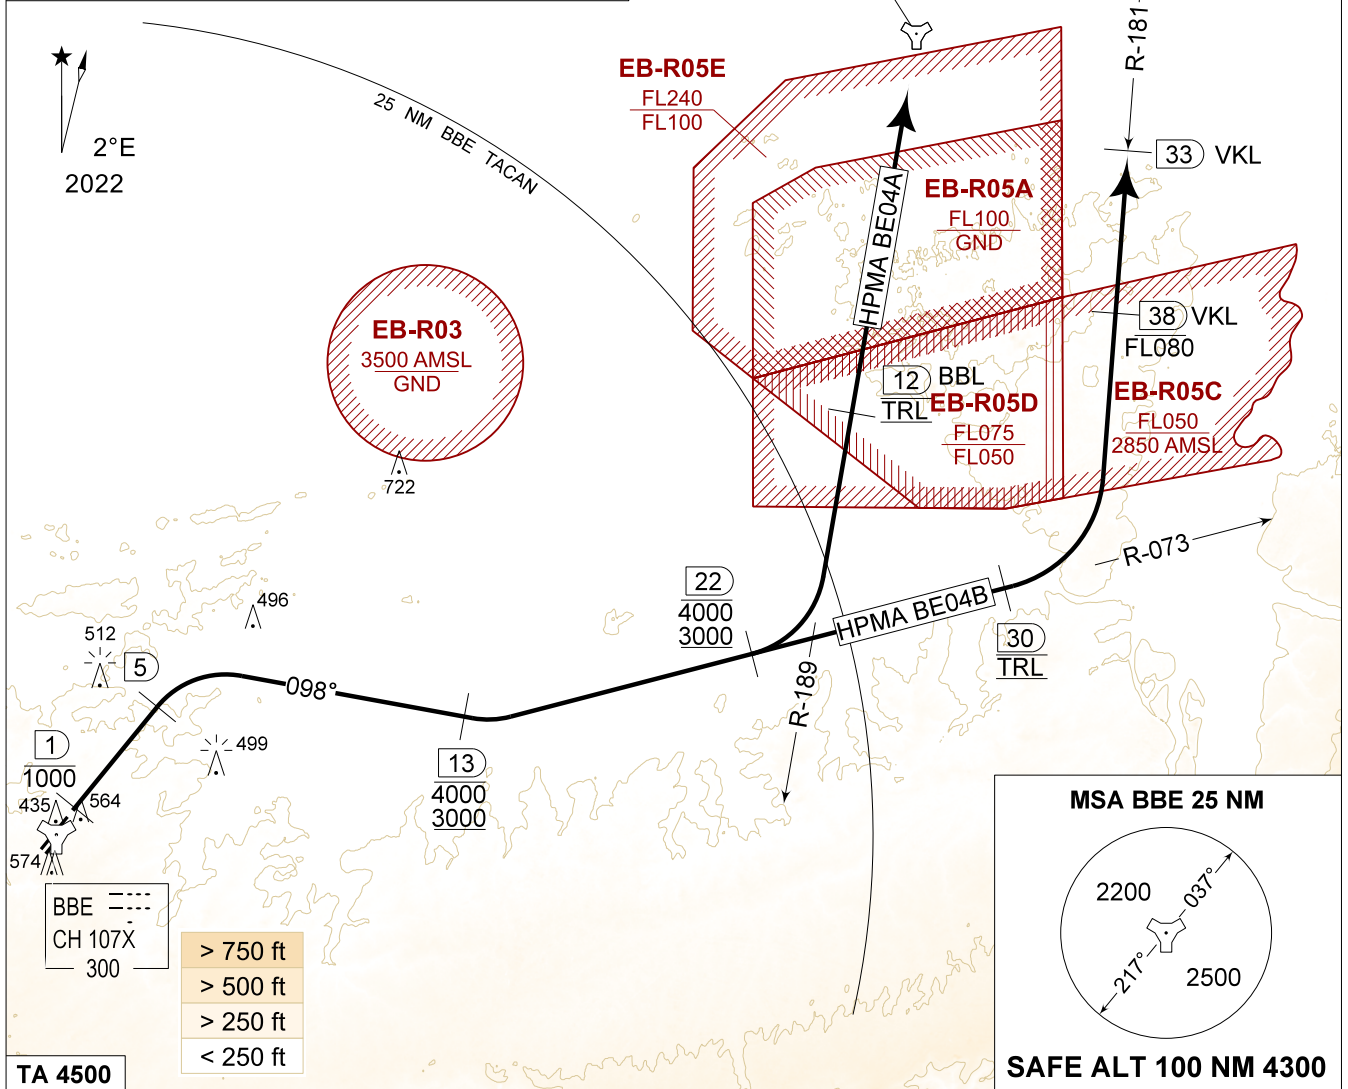 R-181
EB-R05E
FL240
FL100
25 NM BBE TACAN
2°E
2022
33 VKL
EB-R05A
FL100
GND
HPMA BE04A
EB-R03
3500 AMSL
GND
38 VKL
FL080
12 BBL
TRL
EB-R05D
FL075
FL050
EB-R05C
FL050
2850 AMSL
722
R-073
22
4000
3000
HPMA BE04B
496
512
5
30
TRL
098°
R-189
499
1
1000
13
4000
3000
435
564
574
MSA BBE 25 NM
2200
037°
217°
2500
BBE
CH 107X
300
> 750 ft
> 500 ft
> 250 ft
< 250 ft
TA 4500
SAFE ALT 100 NM 4300